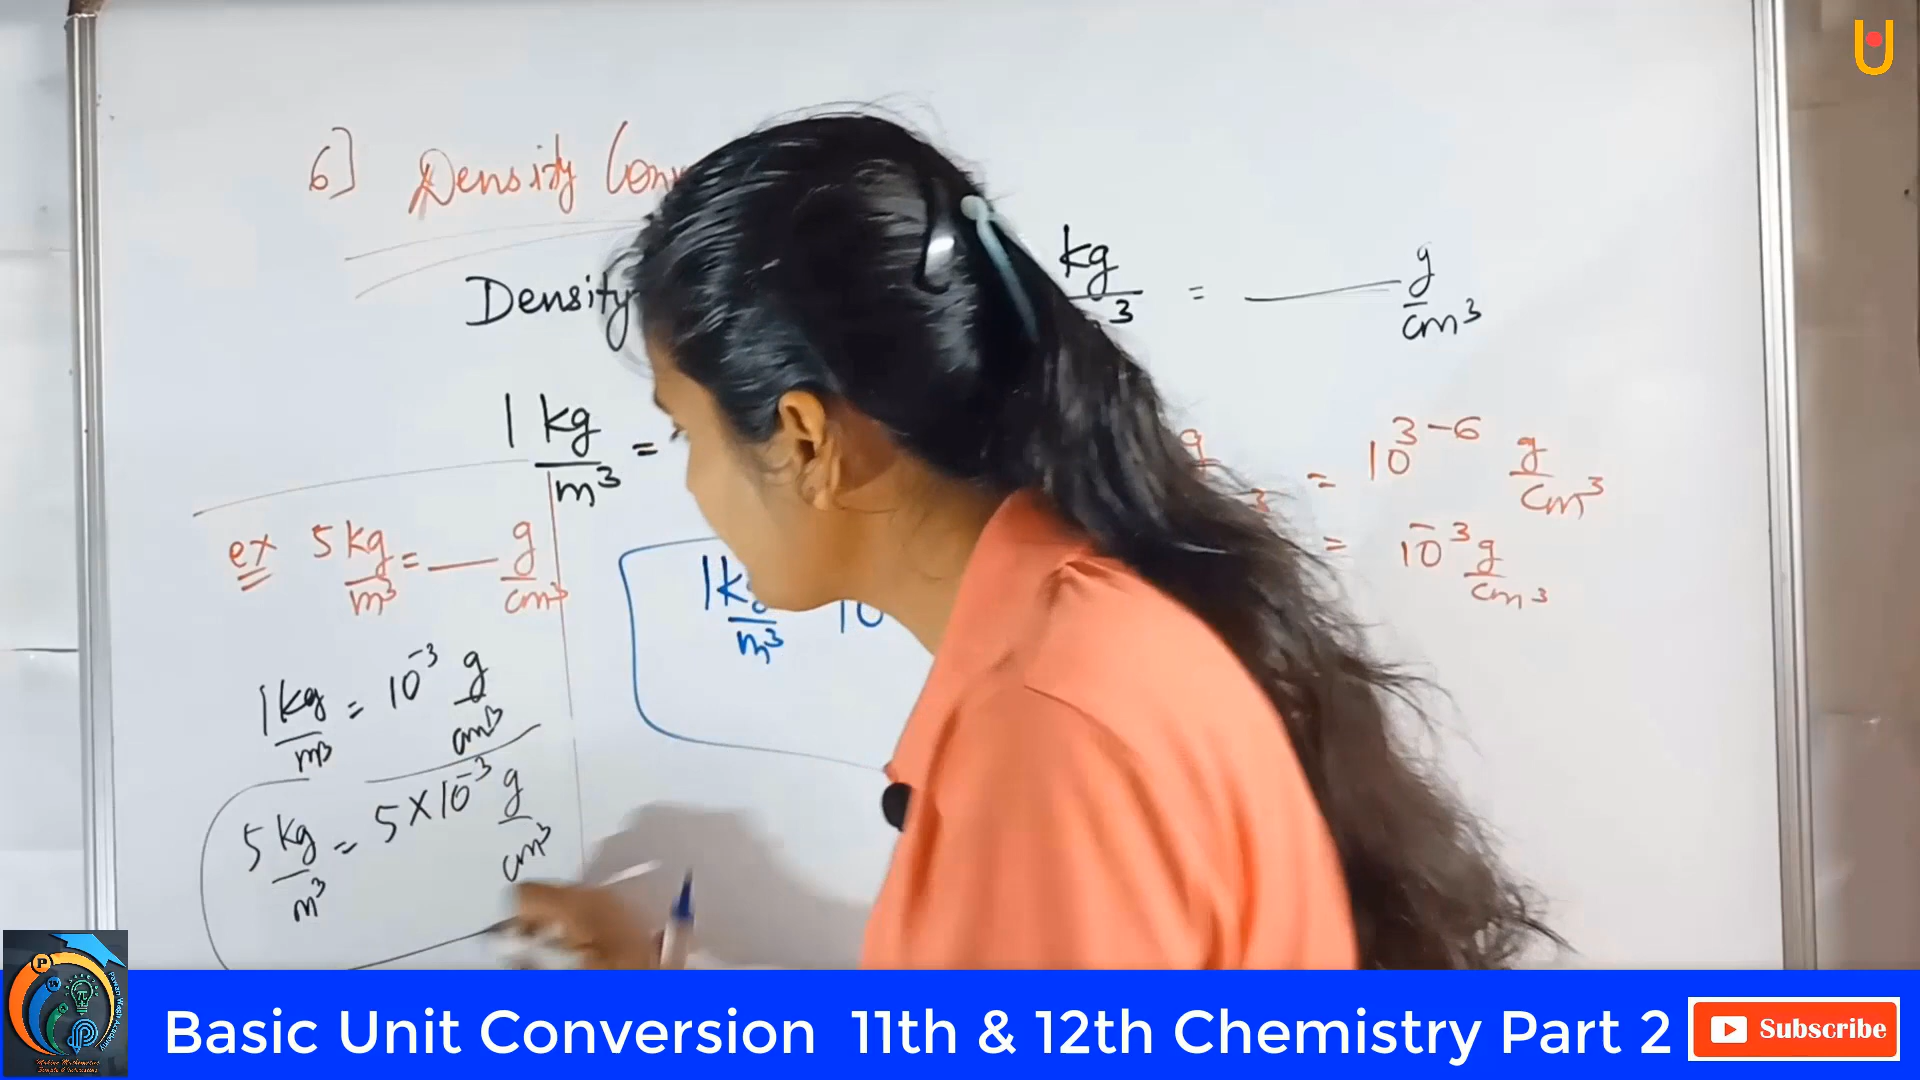 6] Density Conv
Density kg/m³ = ___ g/cm³
1 kg/m³ = g 3 = 10³⁻⁶ g/cm³
= 10⁻³ g/cm³
ex 5 kg/m³ = ___ g/cm³
1 kg/m³ 10
1 kg/m³ = 10⁻³ g/cm³
5 kg/m³ = 5 × 10⁻³ g/cm³
Basic Unit Conversion 11th & 12th Chemistry Part 2
Subscribe